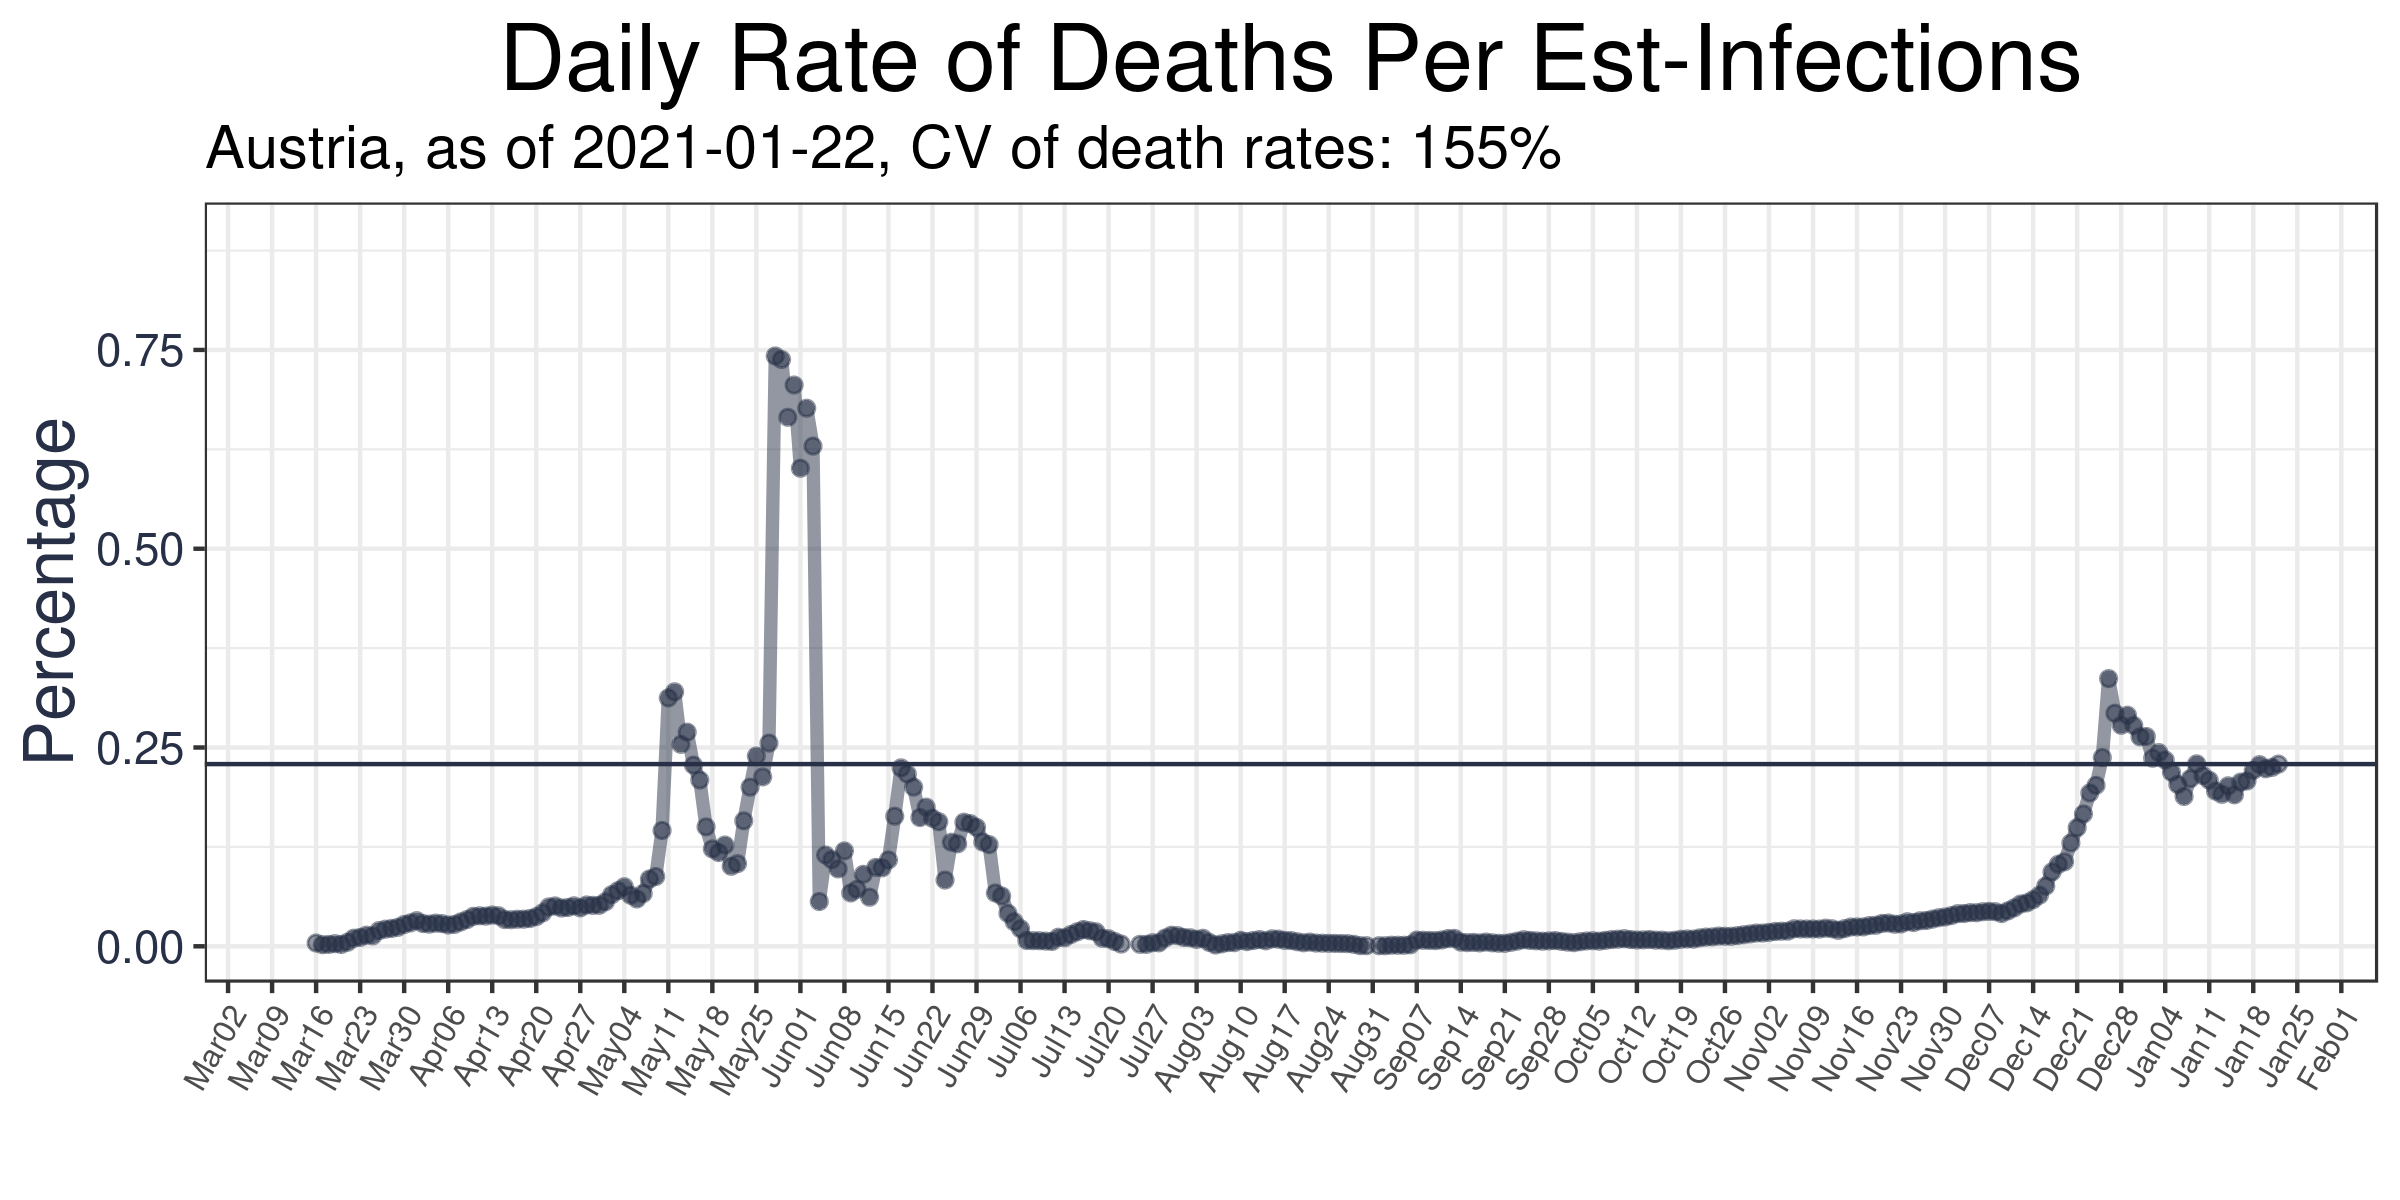 Daily Rate of Deaths Per Est-Infections
Austria, as of 2021-01-22, CV of death rates: 155%
Percentage
0.75
0.50
0.25
0.00
Mar02 Mar09 Mar16 Mar23 Mar30 Apr06 Apr13 Apr20 Apr27 May04 May11 May18 May25 Jun01 Jun08 Jun15 Jun22 Jun29 Jul06 Jul13 Jul20 Jul27 Aug03 Aug10 Aug17 Aug24 Aug31 Sep07 Sep14 Sep21 Sep28 Oct05 Oct12 Oct19 Oct26 Nov02 Nov09 Nov16 Nov23 Nov30 Dec07 Dec14 Dec21 Dec28 Jan04 Jan11 Jan18 Jan25 Feb01